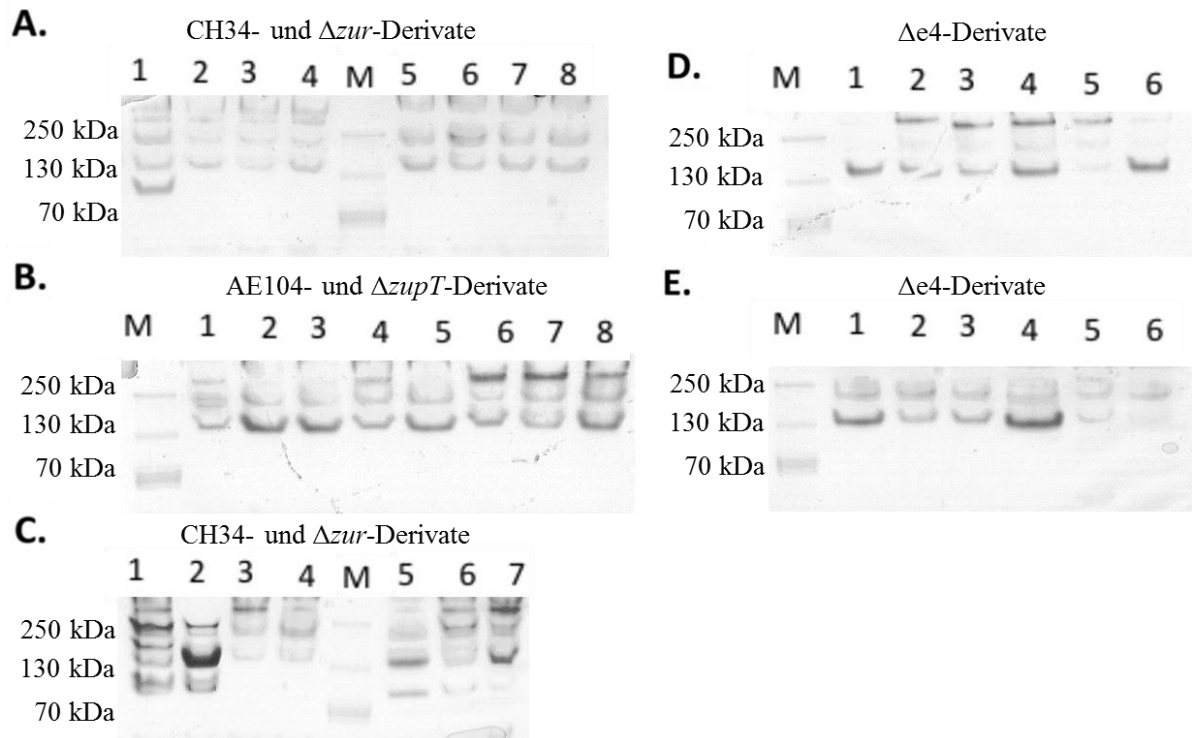 A.
CH34- und Δzur-Derivate
1 2 3 4 M 5 6 7 8
250 kDa
130 kDa
70 kDa
B.
AE104- und ΔzupT-Derivate
M 1 2 3 4 5 6 7 8
250 kDa
130 kDa
70 kDa
C.
CH34- und Δzur-Derivate
1 2 3 4 M 5 6 7
250 kDa
130 kDa
70 kDa
D.
Δe4-Derivate
M 1 2 3 4 5 6
250 kDa
130 kDa
70 kDa
E.
Δe4-Derivate
M 1 2 3 4 5 6
250 kDa
130 kDa
70 kDa